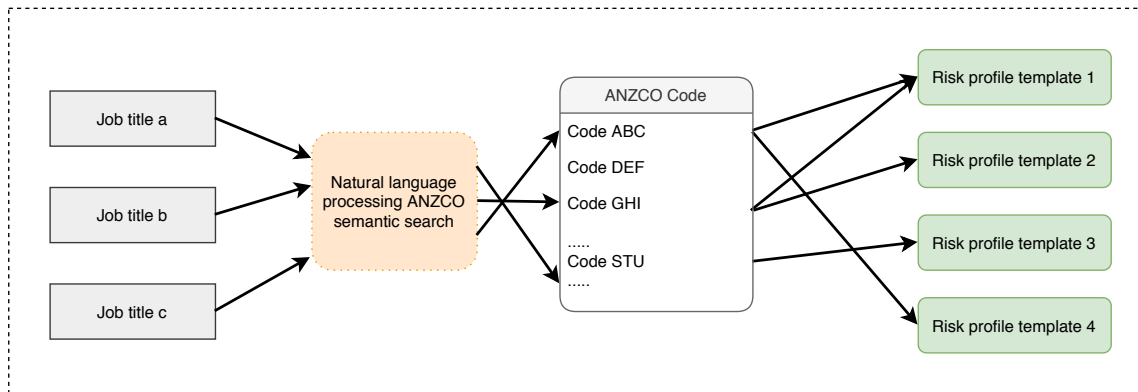 Job title a
Job title b
Job title c
Natural language
processing ANZCO
semantic search
ANZCO Code
Code ABC
Code DEF
Code GHI
.....
Code STU
.....
Risk profile template 1
Risk profile template 2
Risk profile template 3
Risk profile template 4